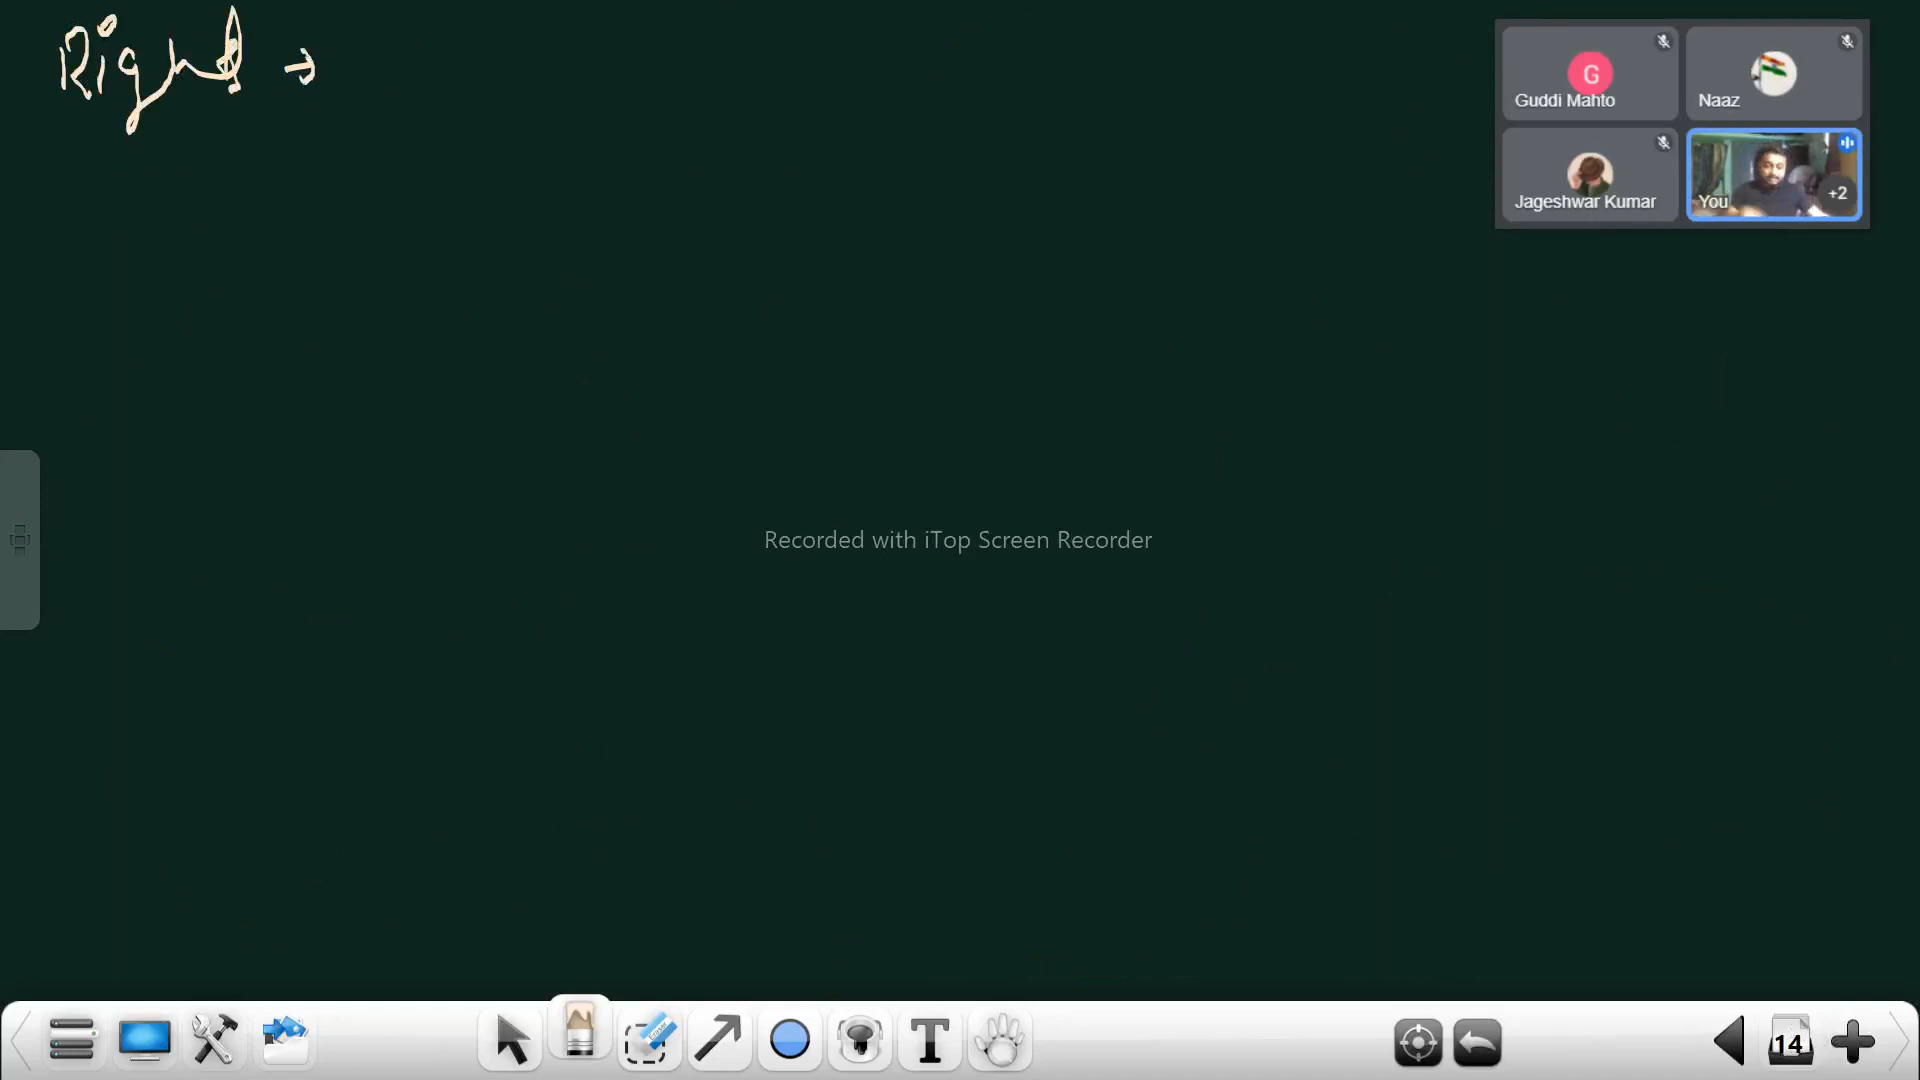 Right →
Guddi Mahto
Naaz
Jageshwar Kumar
You
+2
G
Recorded with iTop Screen Recorder
T
14